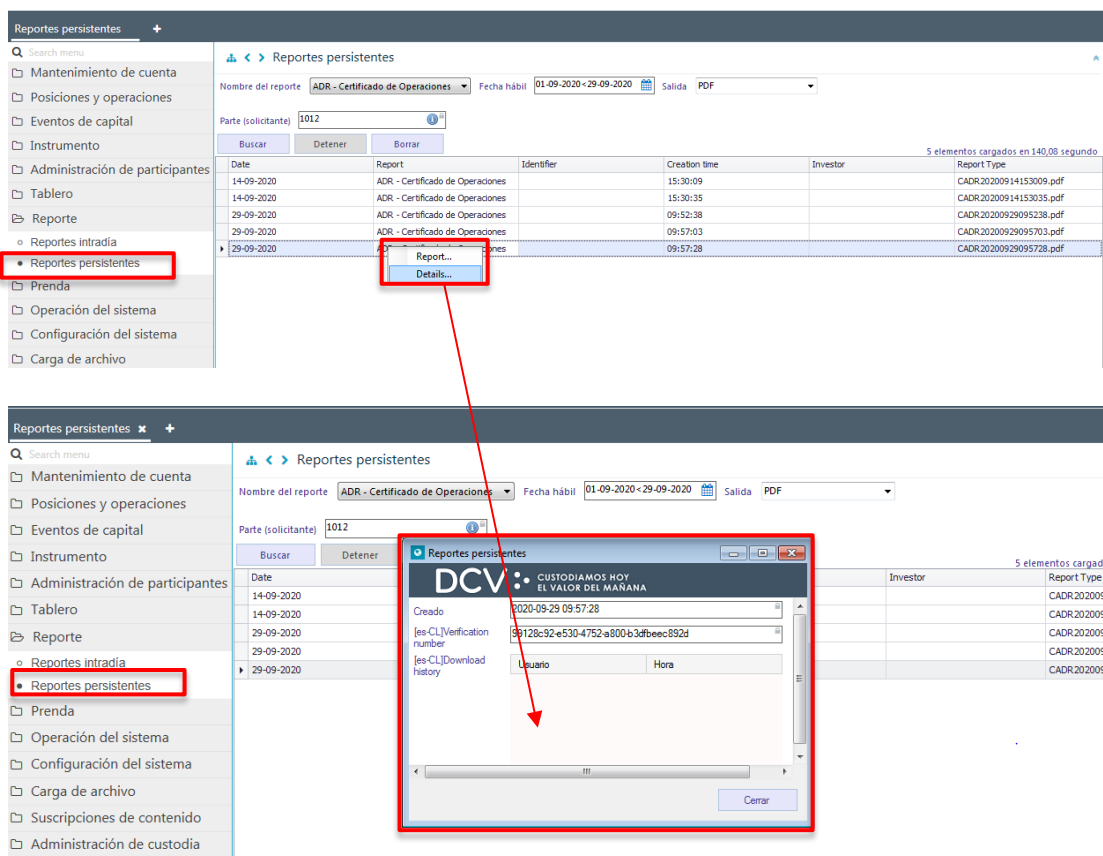 Reportes persistentes +
Search menu
Mantenimiento de cuenta
Posiciones y operaciones
Eventos de capital
Instrumento
Administración de participantes
Tablero
Reporte
Reportes intradía
Reportes persistentes
Prenda
Operación del sistema
Configuración del sistema
Carga de archivo
Reportes persistentes
Nombre del reporte ADR - Certificado de Operaciones Fecha hábil 01-09-2020<29-09-2020 Salida PDF
Parte (solicitante) 1012
Buscar Detener Borrar
5 elementos cargados en 140,08 segundo
Date Report Identifier Creation time Investor Report Type
14-09-2020 ADR - Certificado de Operaciones 15:30:09 CADR20200914153009.pdf
14-09-2020 ADR - Certificado de Operaciones 15:30:35 CADR20200914153035.pdf
29-09-2020 ADR - Certificado de Operaciones 09:52:38 CADR20200929095238.pdf
29-09-2020 ADR - Certificado de Operaciones 09:57:03 CADR20200929095703.pdf
29-09-2020 09:57:28 CADR20200929095728.pdf
Report...
Details...
Reportes persistentes × +
Search menu
Mantenimiento de cuenta
Posiciones y operaciones
Eventos de capital
Instrumento
Administración de participantes
Tablero
Reporte
Reportes intradía
Reportes persistentes
Prenda
Operación del sistema
Configuración del sistema
Carga de archivo
Suscripciones de contenido
Administración de custodia
Reportes persistentes
Nombre del reporte ADR - Certificado de Operaciones Fecha hábil 01-09-2020<29-09-2020 Salida PDF
Parte (solicitante) 1012
Buscar Detener
5 elementos cargad
Date Investor Report Type
14-09-2020 CADR202009
14-09-2020 CADR202009
29-09-2020 CADR202009
29-09-2020 CADR202009
29-09-2020 CADR202009
Reportes persistentes
DCV CUSTODIAMOS HOY
EL VALOR DEL MAÑANA
Creado 2020-09-29 09:57:28
[es-CL]Verification
number
99128c92-e530-4752-a800-b3dfbeec892d
[es-CL]Download
history
Usuario Hora
Cerrar